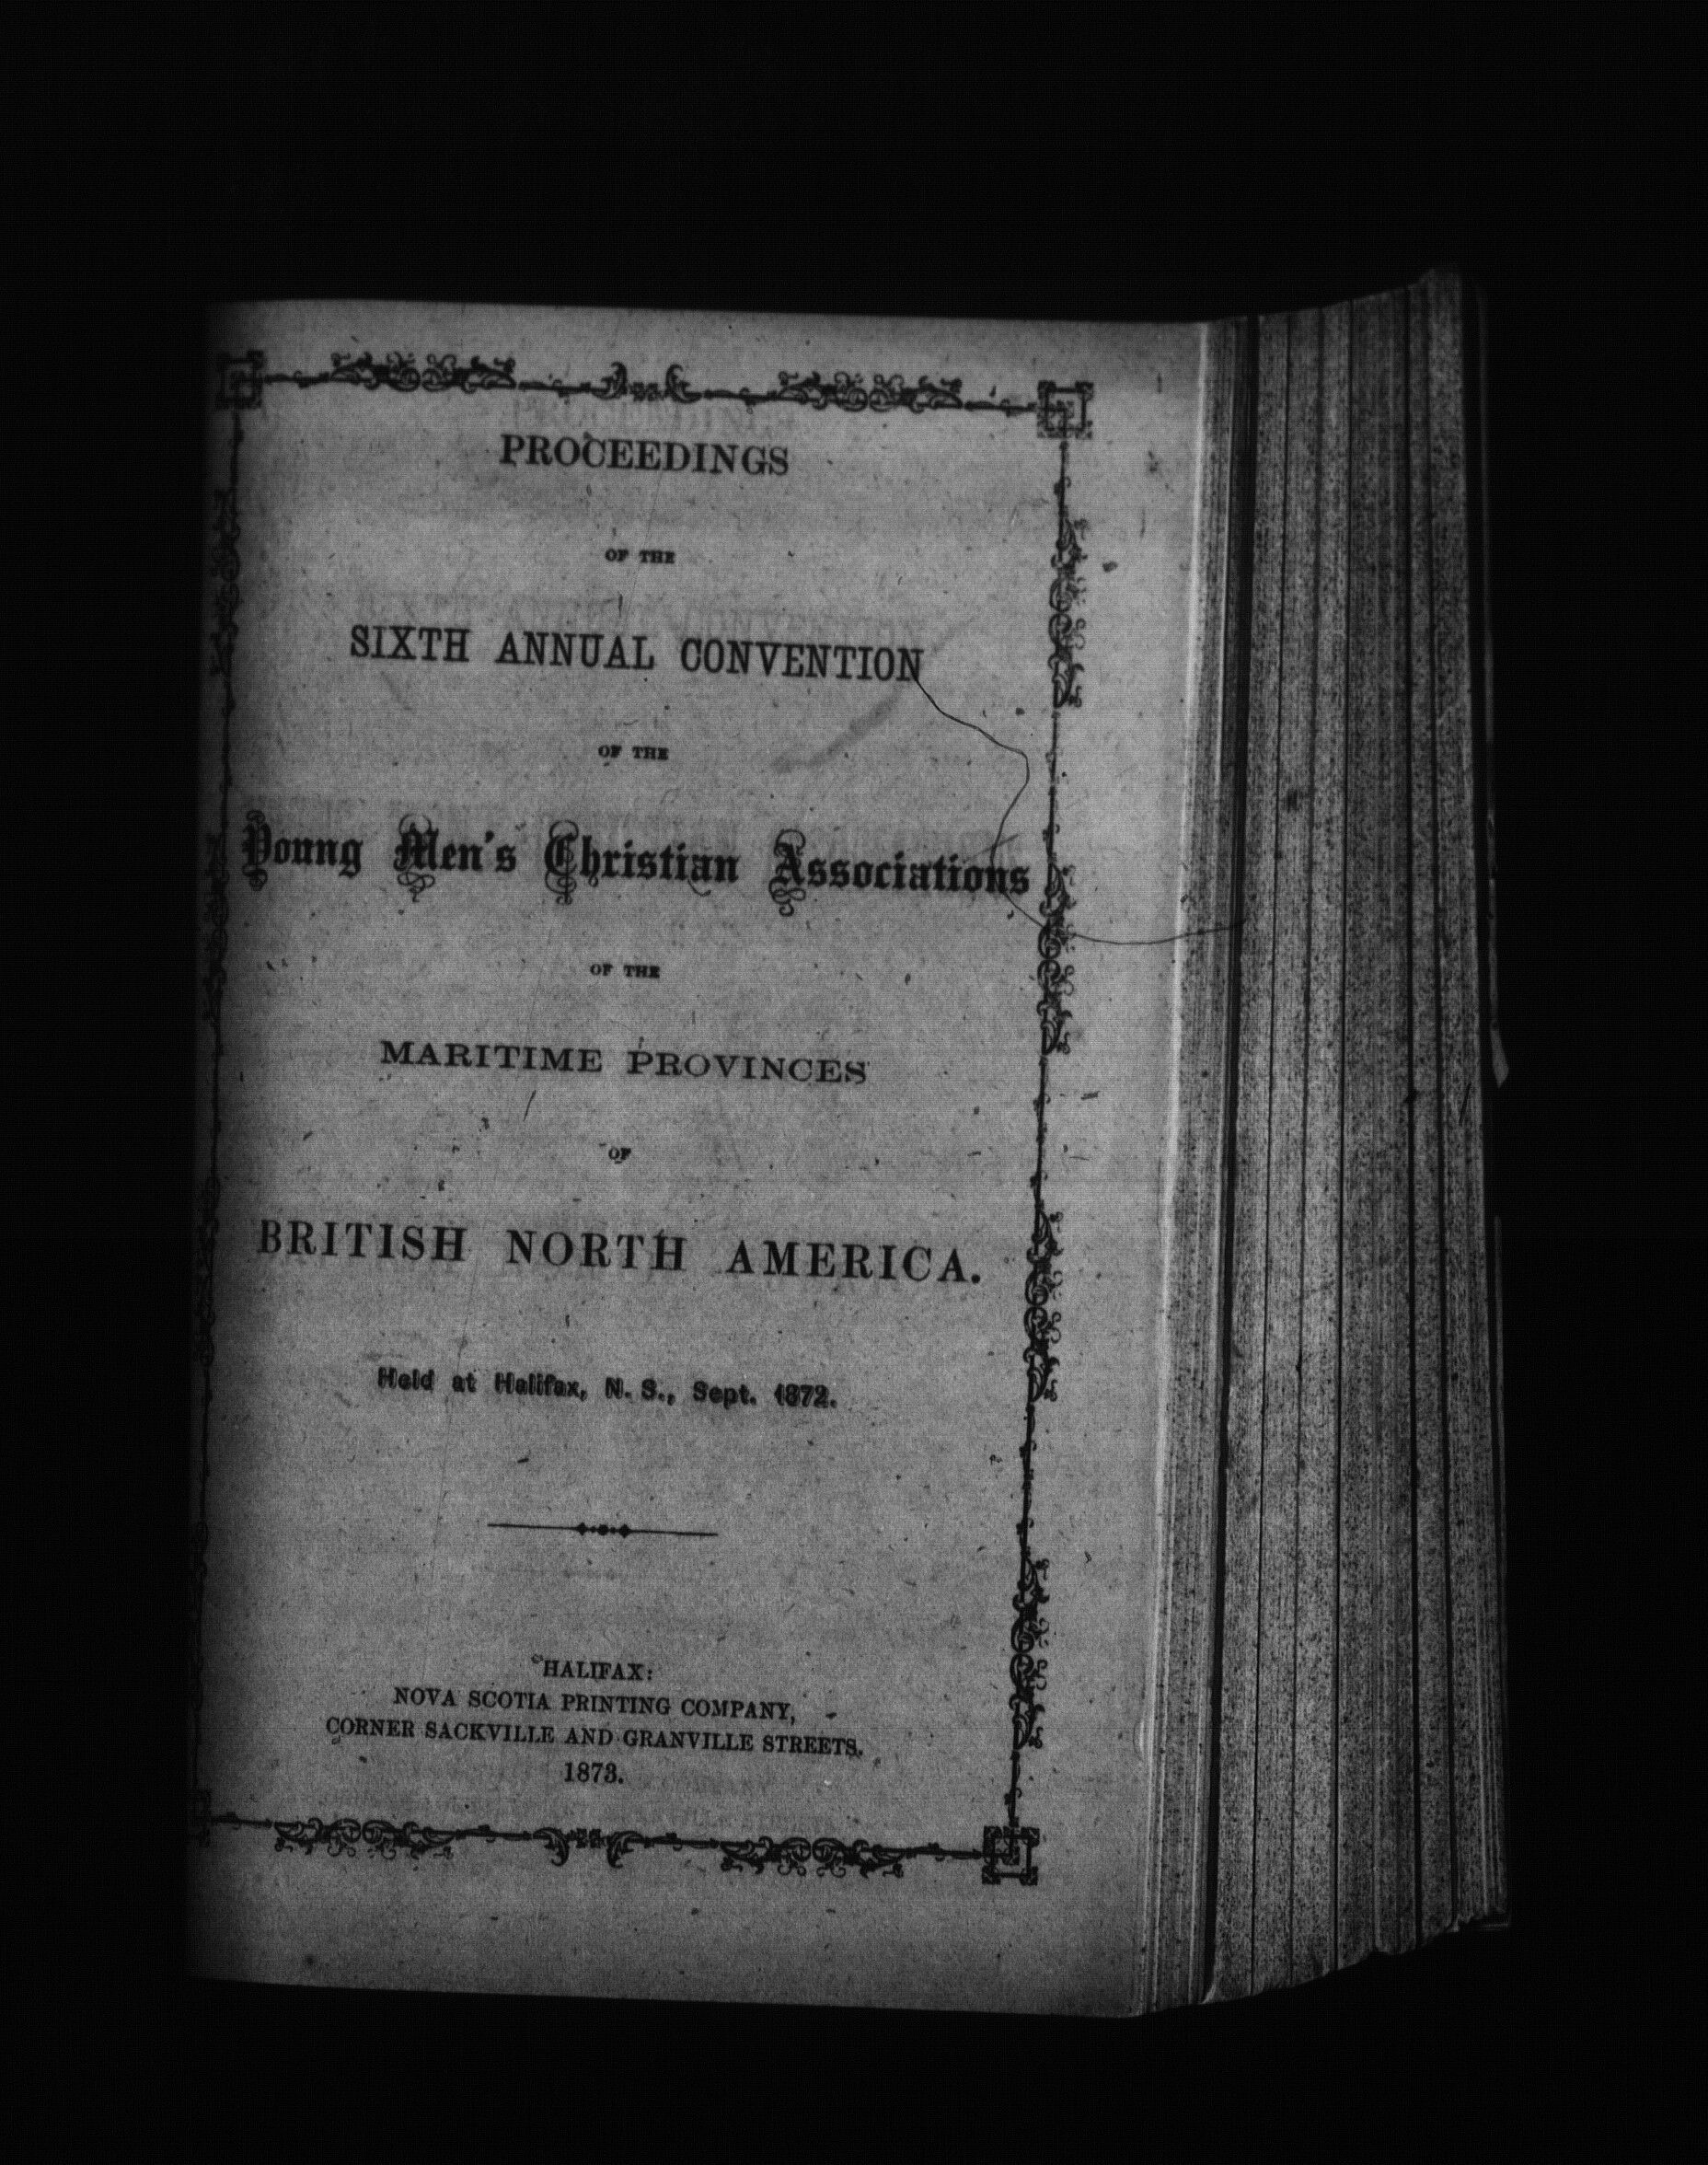 PROCEEDINGS
OF THE
SIXTH ANNUAL CONVENTION
OF THE
Young Men's Christian Associations
OF THE
MARITIME PROVINCES
OF
BRITISH NORTH AMERICA.
Held at Halifax, N. S., Sept. 1872.
HALIFAX:
NOVA SCOTIA PRINTING COMPANY,
CORNER SACKVILLE AND GRANVILLE STREETS.
1873.